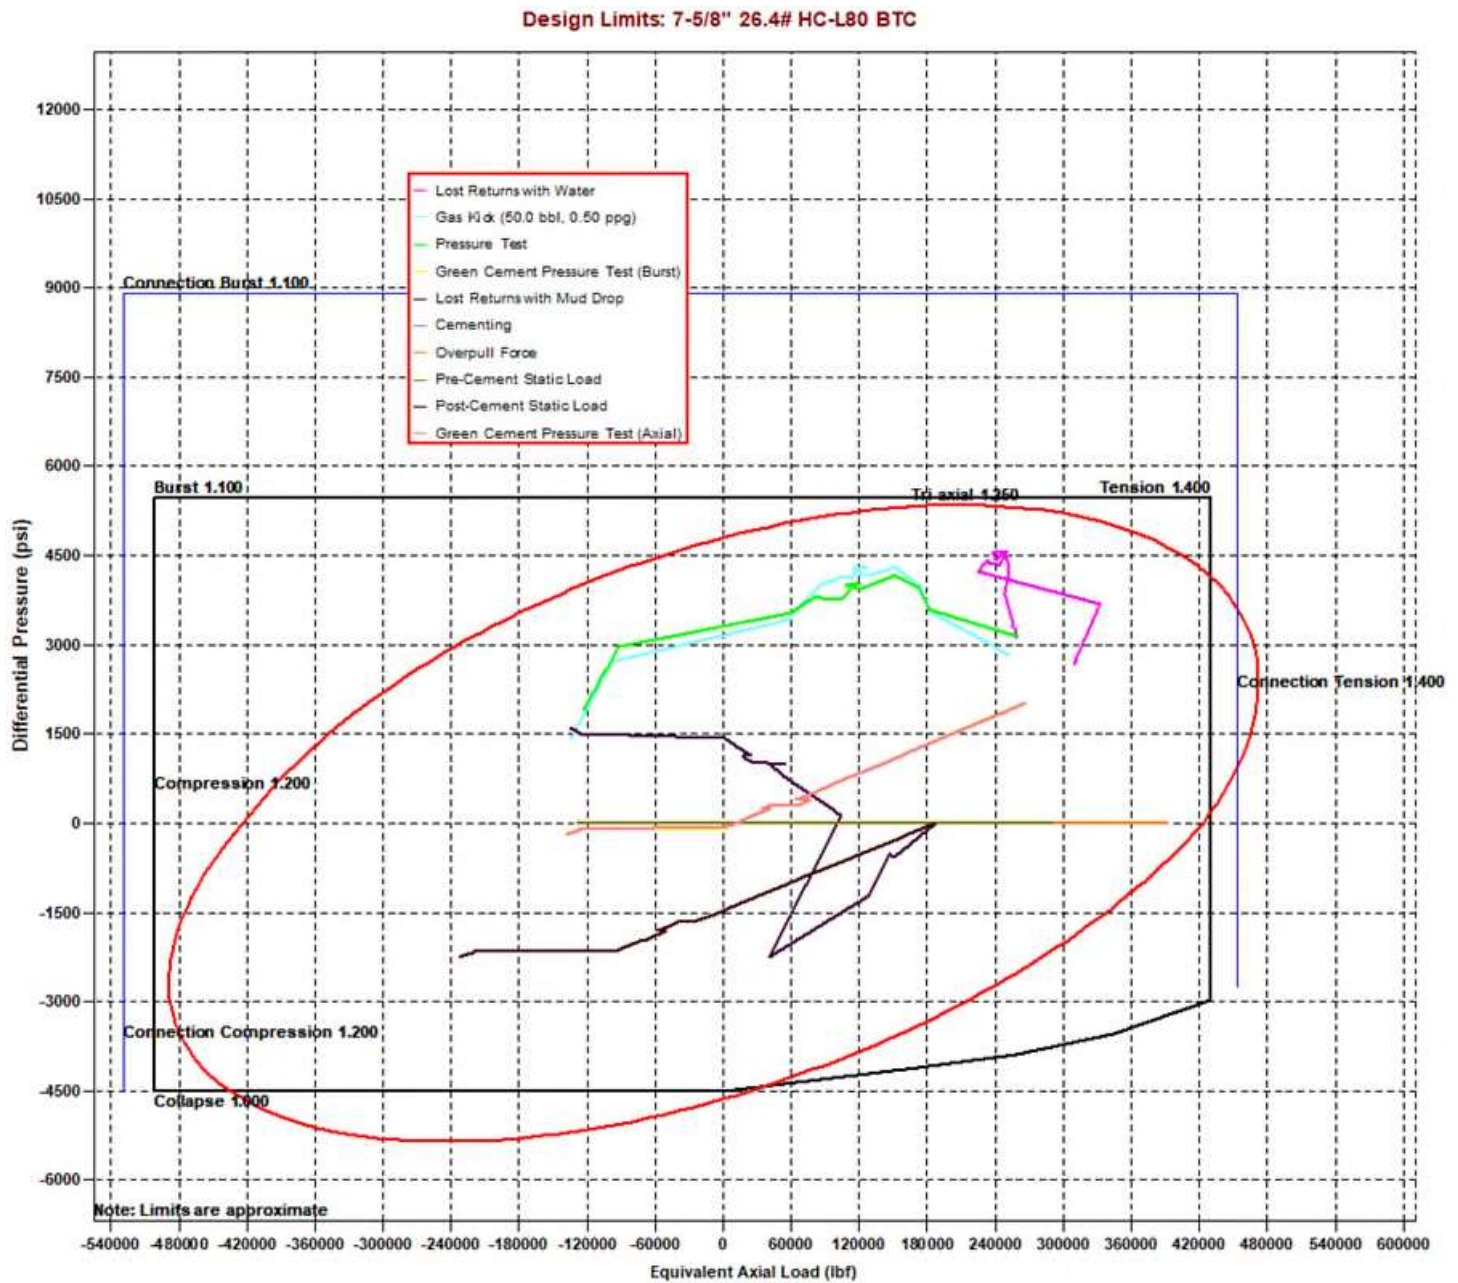 Design Limits: 7-5/8" 26.4# HC-L80 BTC
12000
10500
9000
7500
6000
4500
3000
1500
0
-1500
-3000
-4500
-6000
Differential Pressure (psi)
Lost Returns with Water
Gas Kick (50.0 bbl, 0.50 ppg)
Pressure Test
Green Cement Pressure Test (Burst)
Lost Returns with Mud Drop
Cementing
Overpull Force
Pre-Cement Static Load
Post-Cement Static Load
Green Cement Pressure Test (Axial)
Connection Burst 1.100
Burst 1.100
Tri axial 1.250
Tension 1.400
Connection Tension 1.400
Compression 1.200
Connection Compression 1.200
Collapse 1.000
Note: Limits are approximate
-540000 -480000 -420000 -360000 -300000 -240000 -180000 -120000 -60000 0 60000 120000 180000 240000 300000 360000 420000 480000 540000 600000
Equivalent Axial Load (lbf)